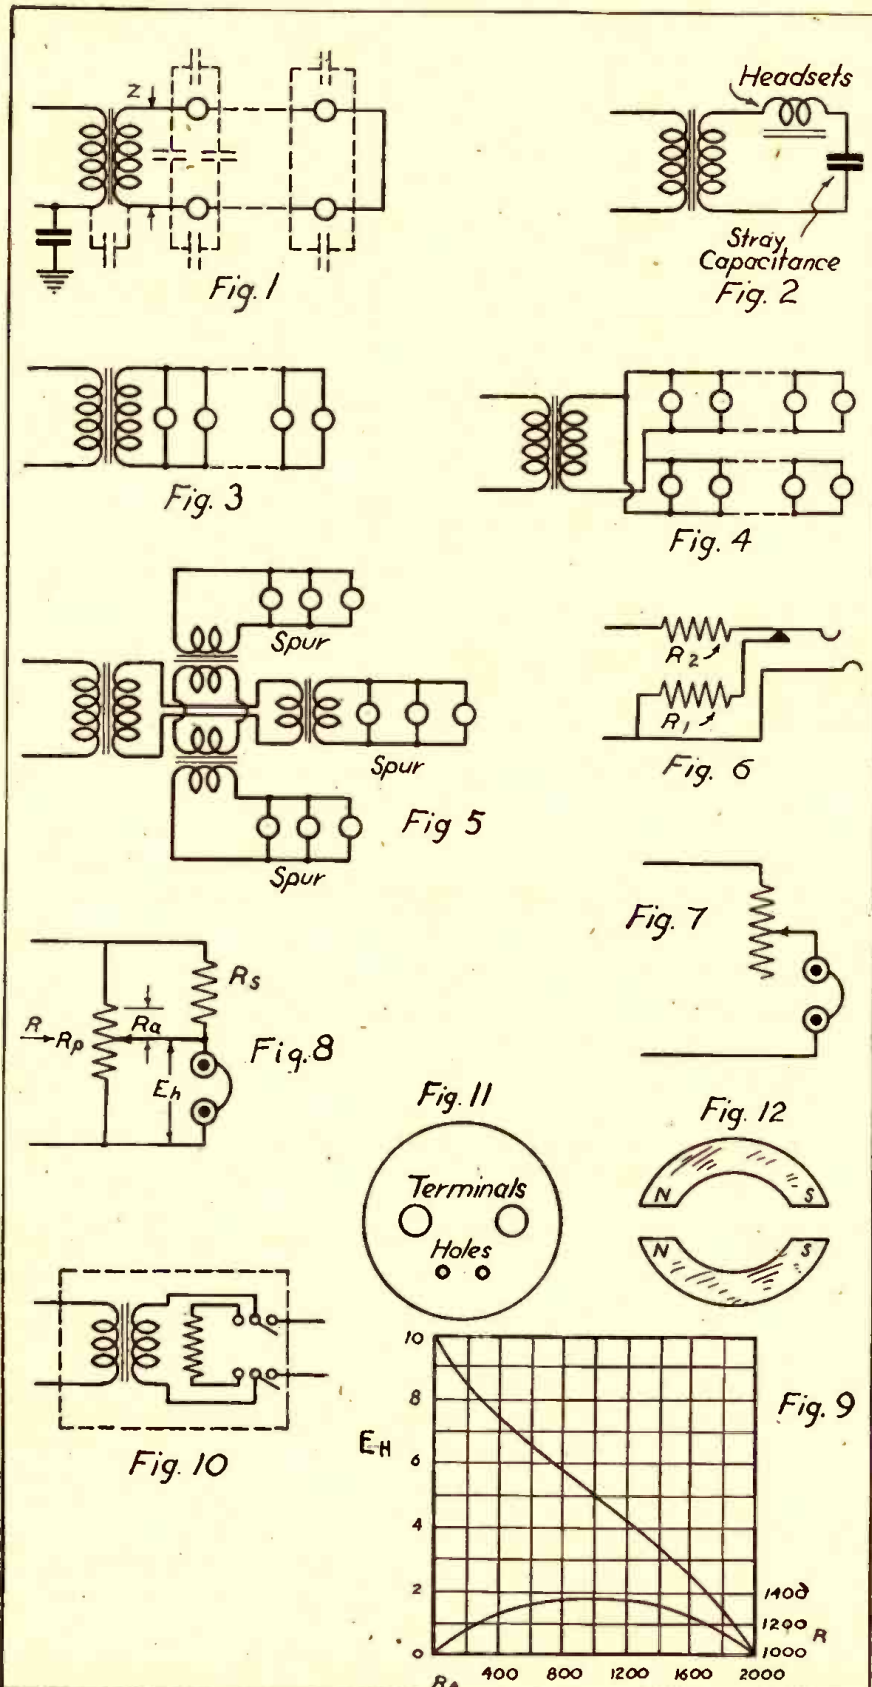 Z
Fig. 1
Headsets
Stray
Capacitance
Fig. 2
Fig. 3
Fig. 4
Spur
Spur
Spur
Fig 5
R2
R1
Fig. 6
Fig. 7
R
Rp
Ra
Rs
Eh
Fig. 8
Fig. 11
Terminals
Holes
Fig. 12
N S
N S
Fig. 10
Fig. 9
10
8
EH
6
4
2
0
1400
1200 R
1000
RA 400 800 1200 1600 2000